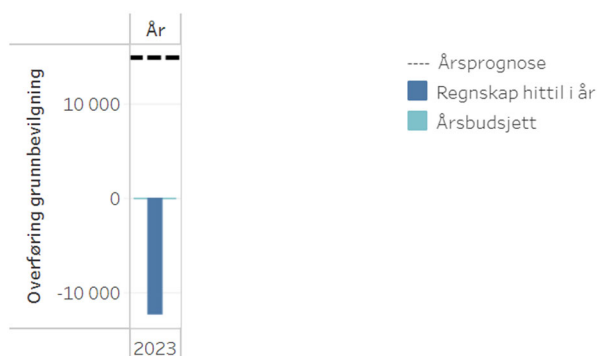 År
Overføring grunnbevilgning
10 000
0
-10 000
2023
---- Årsprognose
Regnskap hittil i år
Årsbudsjett